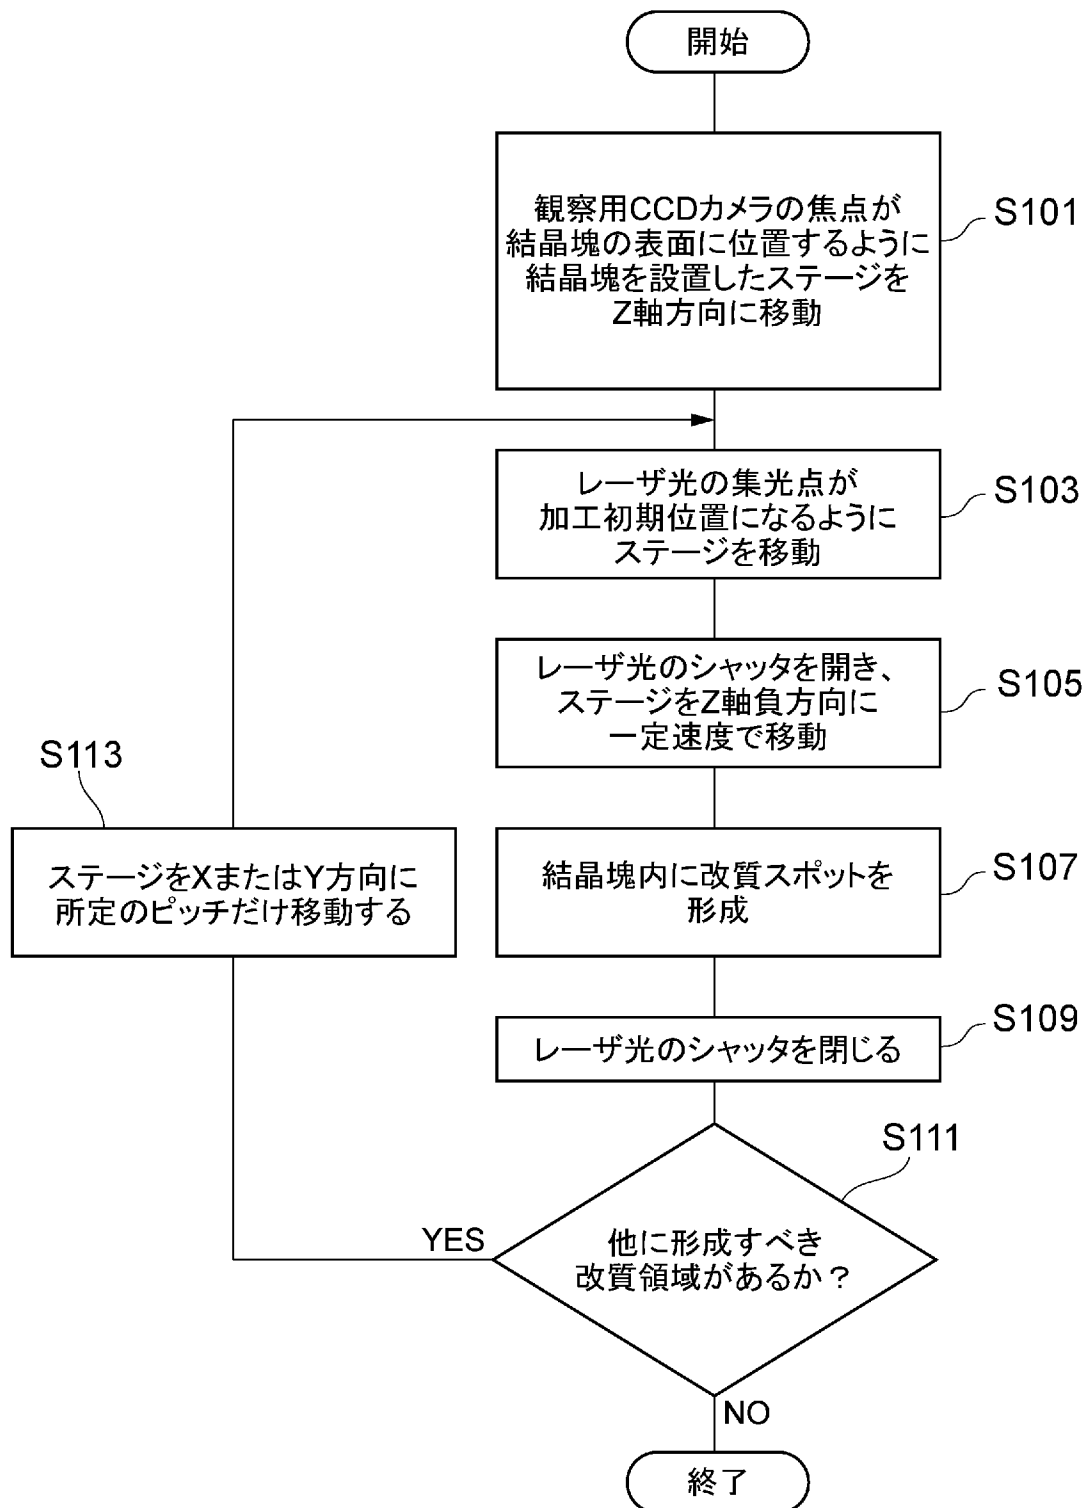 開始
観察用CCDカメラの焦点が
結晶塊の表面に位置するように
結晶塊を設置したステージを
Z軸方向に移動
S101
レーザ光の集光点が
加工初期位置になるように
ステージを移動
S103
レーザ光のシャッタを開き、
ステージをZ軸負方向に
一定速度で移動
S105
S113
ステージをXまたはY方向に
所定のピッチだけ移動する
結晶塊内に改質スポットを
形成
S107
レーザ光のシャッタを閉じる
S109
S111
他に形成すべき
改質領域があるか？
YES
NO
終了